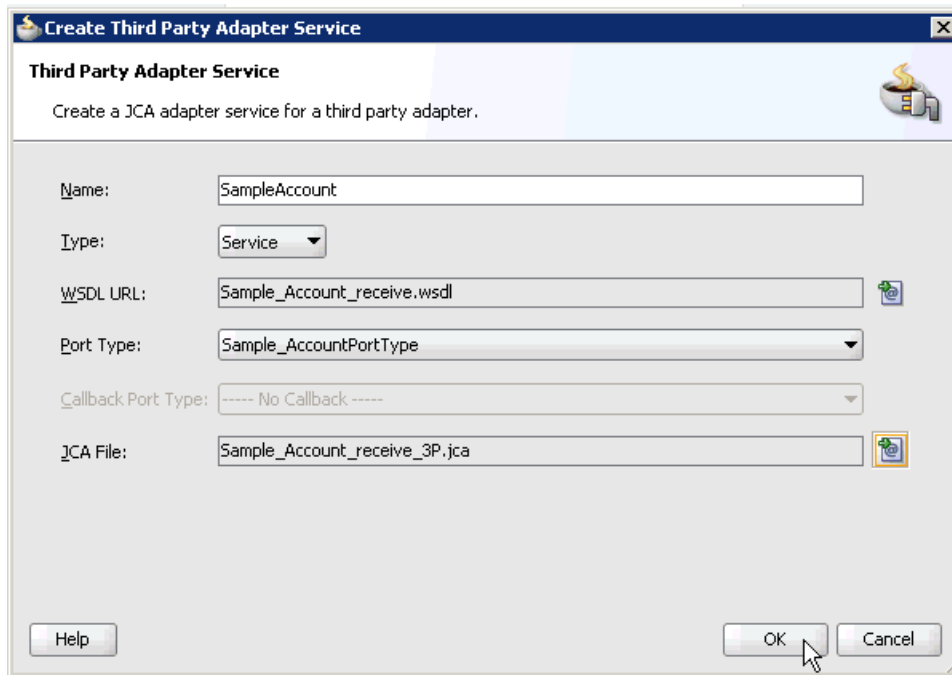 Create Third Party Adapter Service
Third Party Adapter Service
Create a JCA adapter service for a third party adapter.
Name: SampleAccount
Type: Service
WSDL URL: Sample_Account_receive.wsdl
Port Type: Sample_AccountPortType
Callback Port Type: ----- No Callback -----
JCA File: Sample_Account_receive_3P.jca
Help OK Cancel